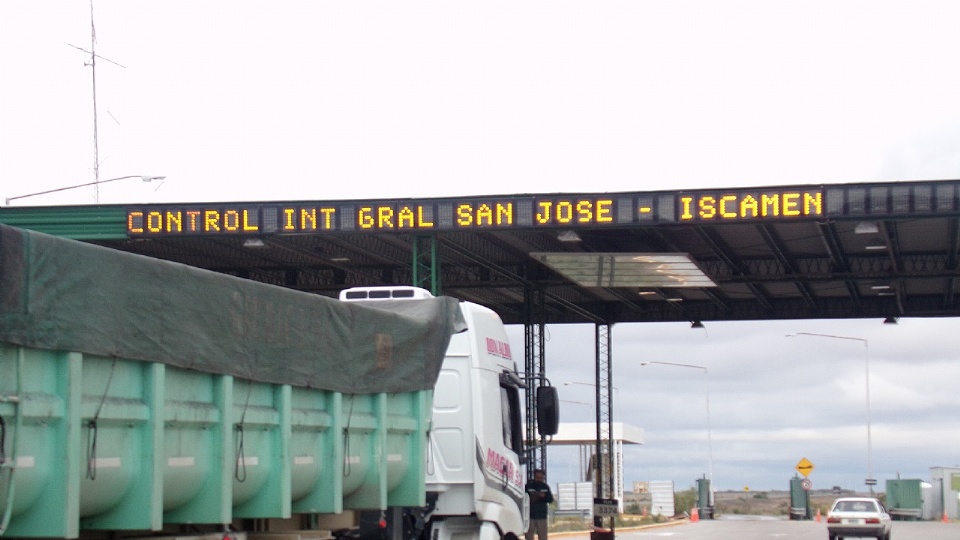 CONTROL INT GRAL SAN JOSE - ISCAMEN